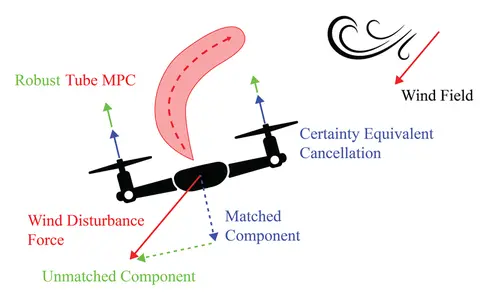 Robust Tube MPC
Wind Field
Certainty Equivalent
Cancellation
Wind Disturbance
Force
Matched
Component
Unmatched Component